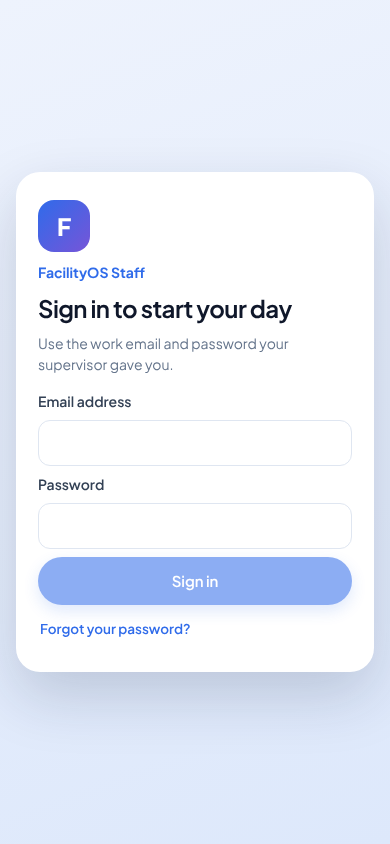 F
FacilityOS Staff
Sign in to start your day
Use the work email and password your
supervisor gave you.
Email address
Password
Sign in
Forgot your password?